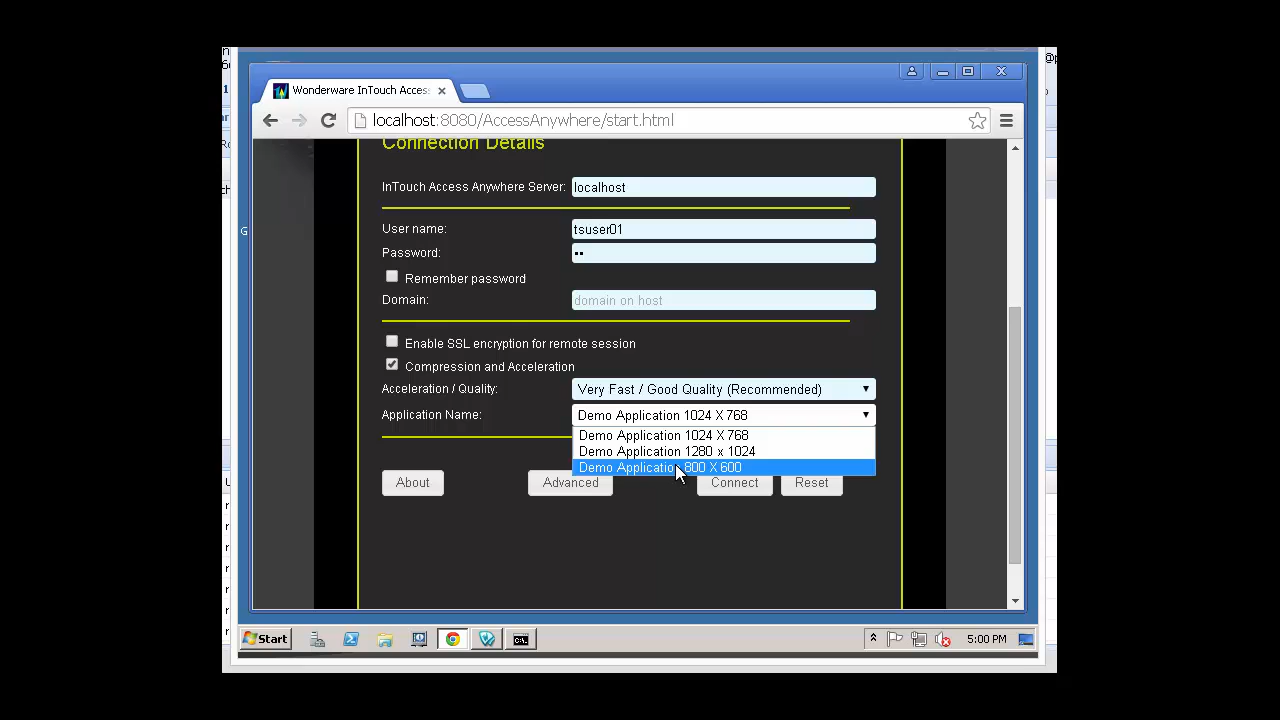 Wonderware InTouch Access
localhost:8080/AccessAnywhere/start.html
Connection Details
InTouch Access Anywhere Server: localhost
User name: tsuser01
Password: ••
Remember password
Domain: domain on host
Enable SSL encryption for remote session
Compression and Acceleration
Acceleration / Quality: Very Fast / Good Quality (Recommended)
Application Name: Demo Application 1024 X 768
Demo Application 1024 X 768
Demo Application 1280 x 1024
Demo Application 800 X 600
About Advanced Connect Reset
Start 5:00 PM